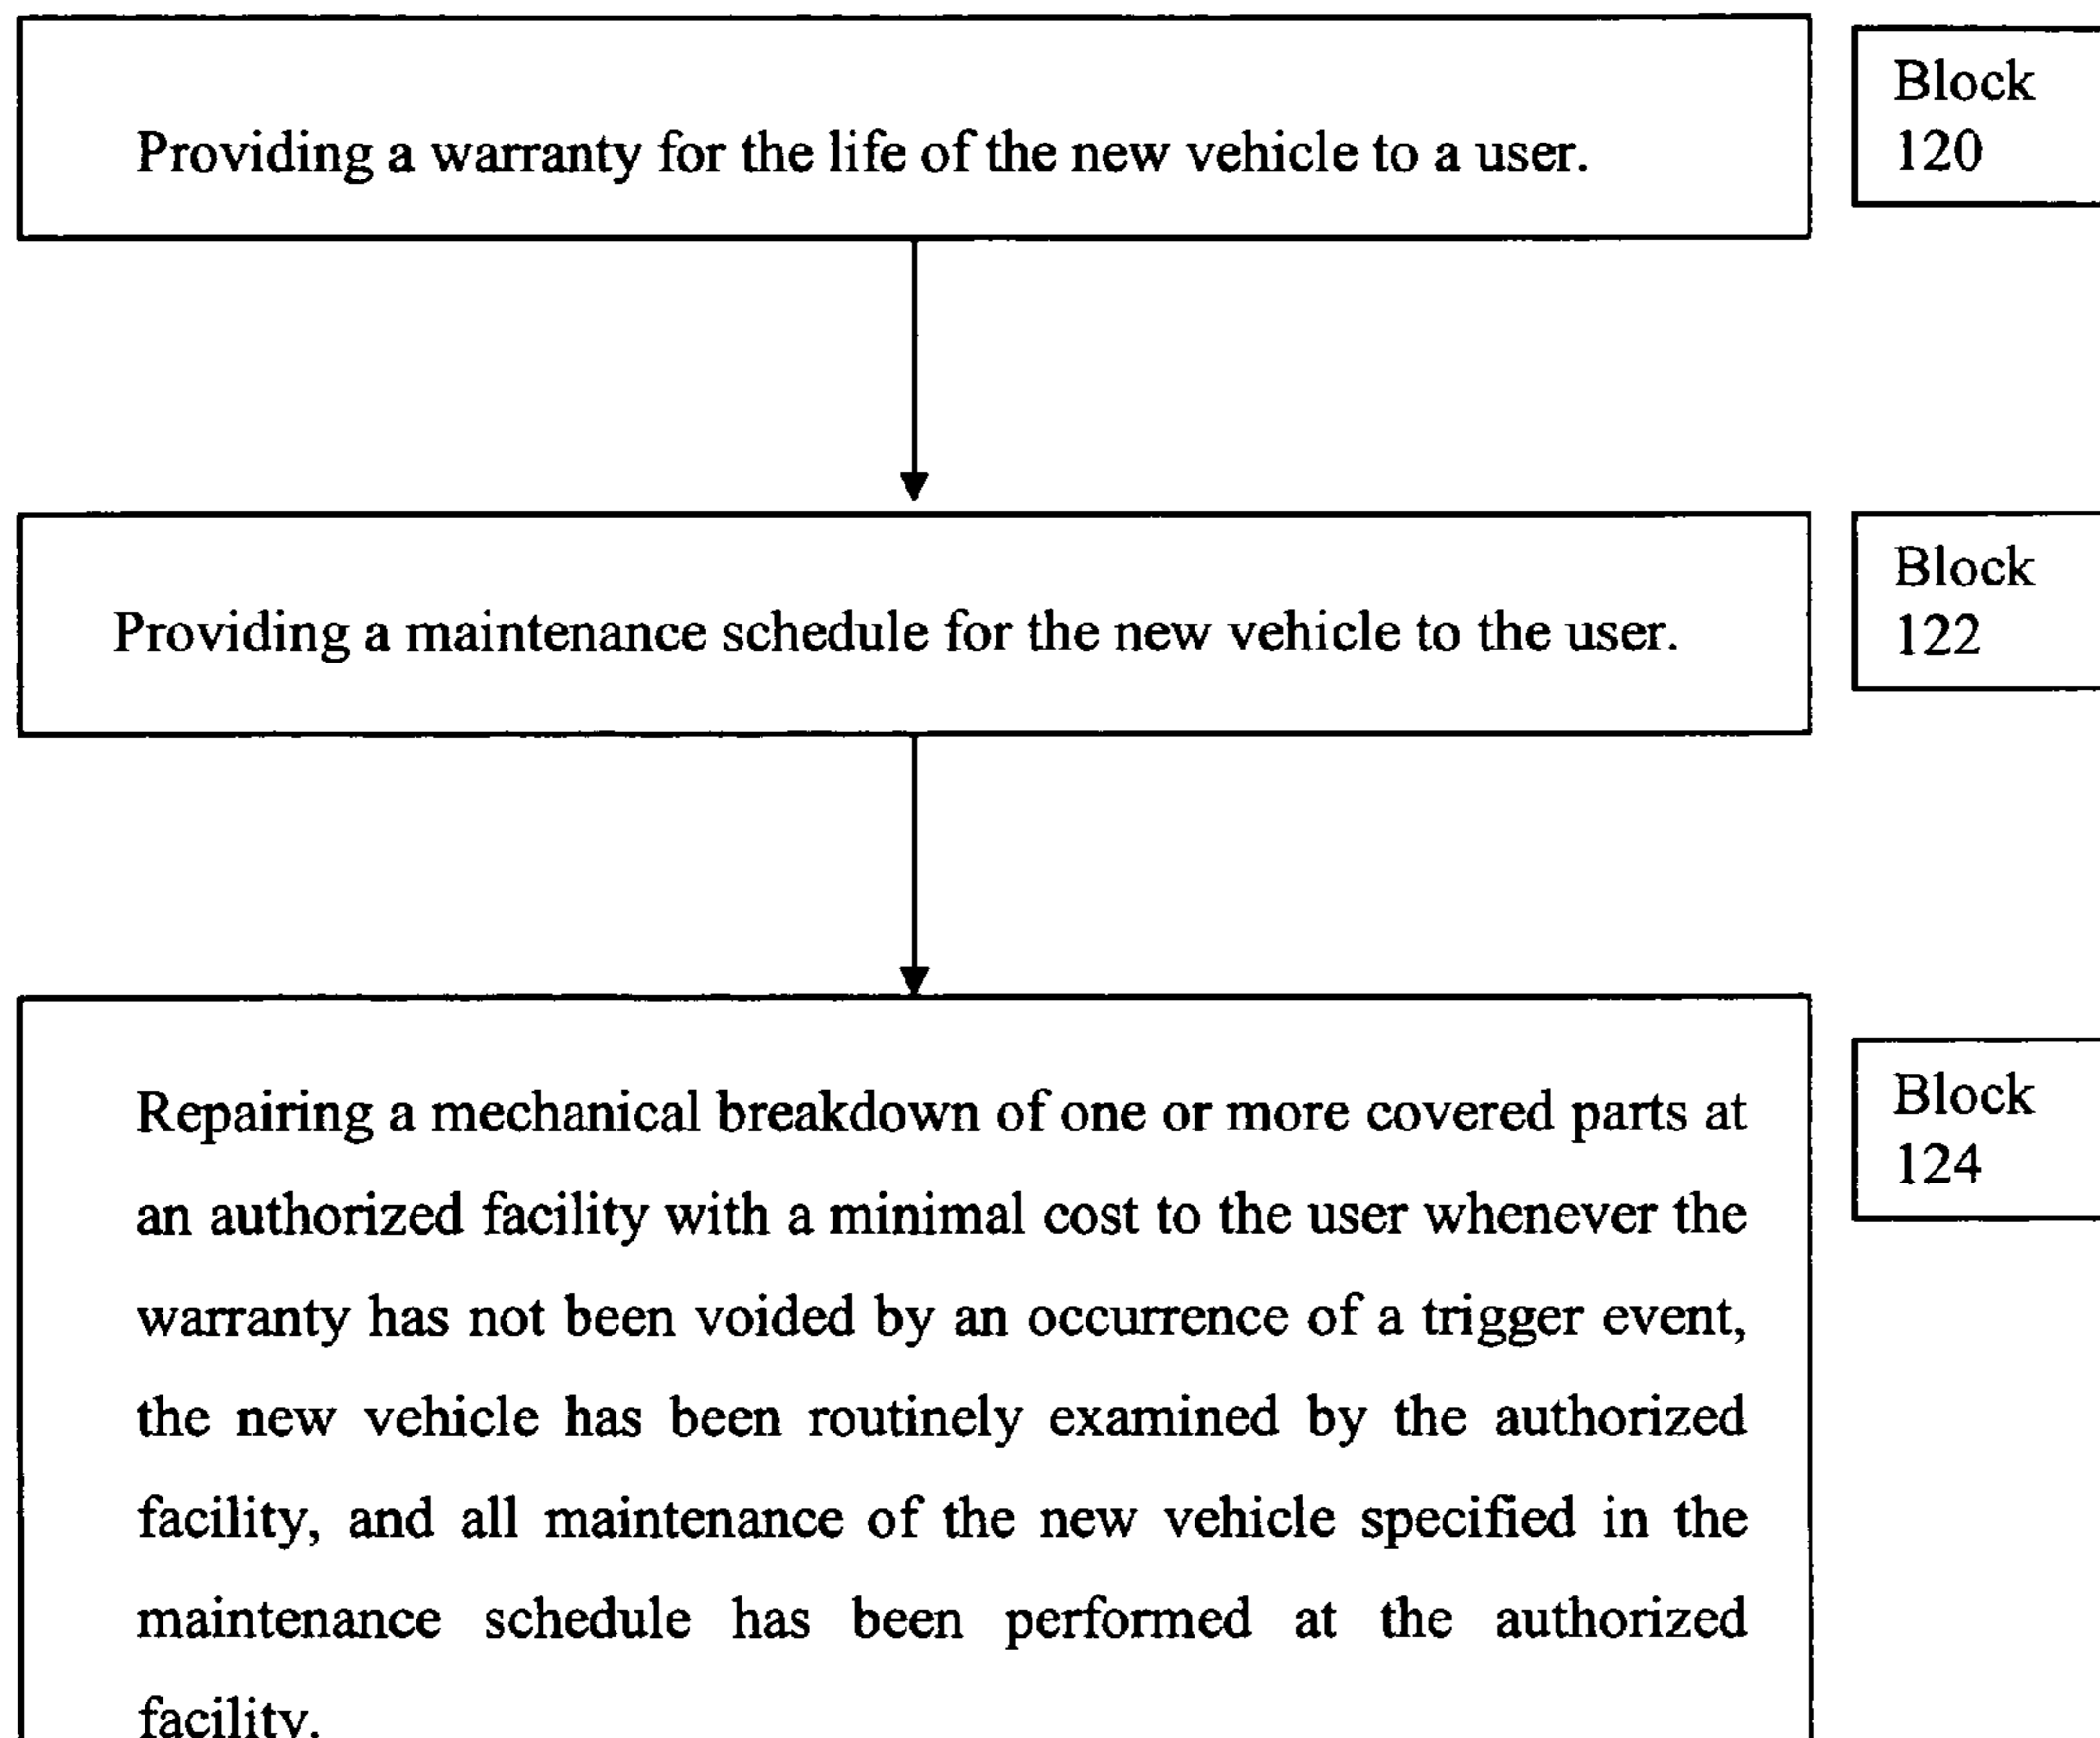 Providing a warranty for the life of the new vehicle to a user.
Block
120
Providing a maintenance schedule for the new vehicle to the user.
Block
122
Repairing a mechanical breakdown of one or more covered parts at
an authorized facility with a minimal cost to the user whenever the
warranty has not been voided by an occurrence of a trigger event,
the new vehicle has been routinely examined by the authorized
facility, and all maintenance of the new vehicle specified in the
maintenance schedule has been performed at the authorized
facility.
Block
124